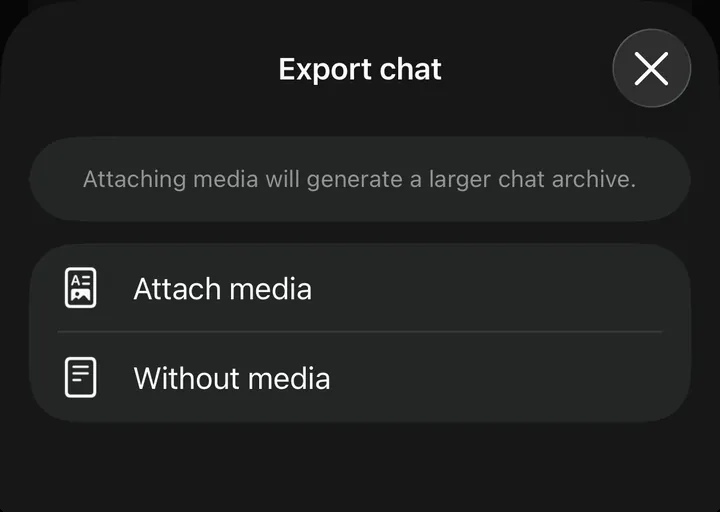 Export chat
Attaching media will generate a larger chat archive.
Attach media
Without media